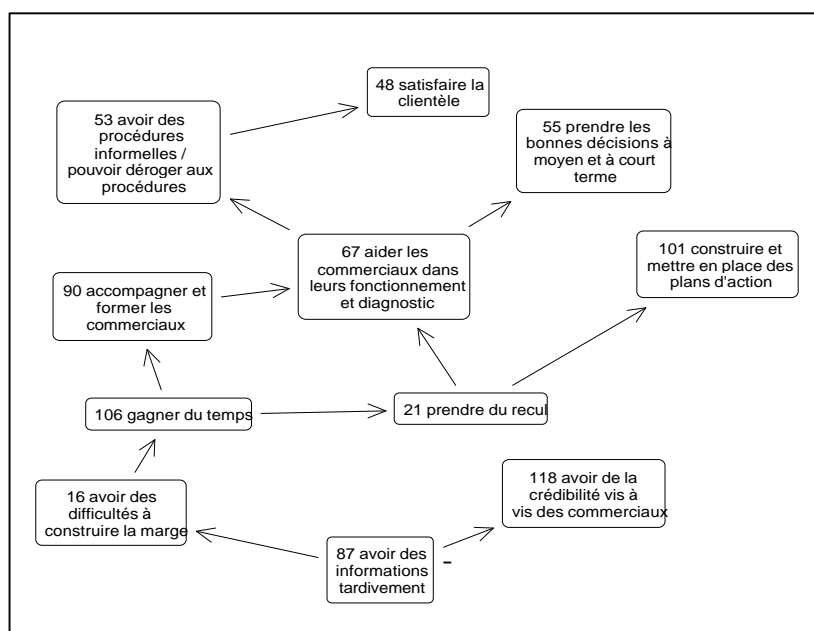 48 satisfaire la
clientèle
53 avoir des
procédures
informelles /
pouvoir déroger aux
procédures
55 prendre les
bonnes décisions à
moyen et à court
terme
67 aider les
commerciaux dans
leurs fonctionnement
et diagnostic
101 construire et
mettre en place des
plans d'action
90 accompagner et
former les
commerciaux
106 gagner du temps
21 prendre du recul
118 avoir de la
crédibilité vis à
vis des commerciaux
16 avoir des
difficultés à
construire la marge
87 avoir des
informations
tardivement
-